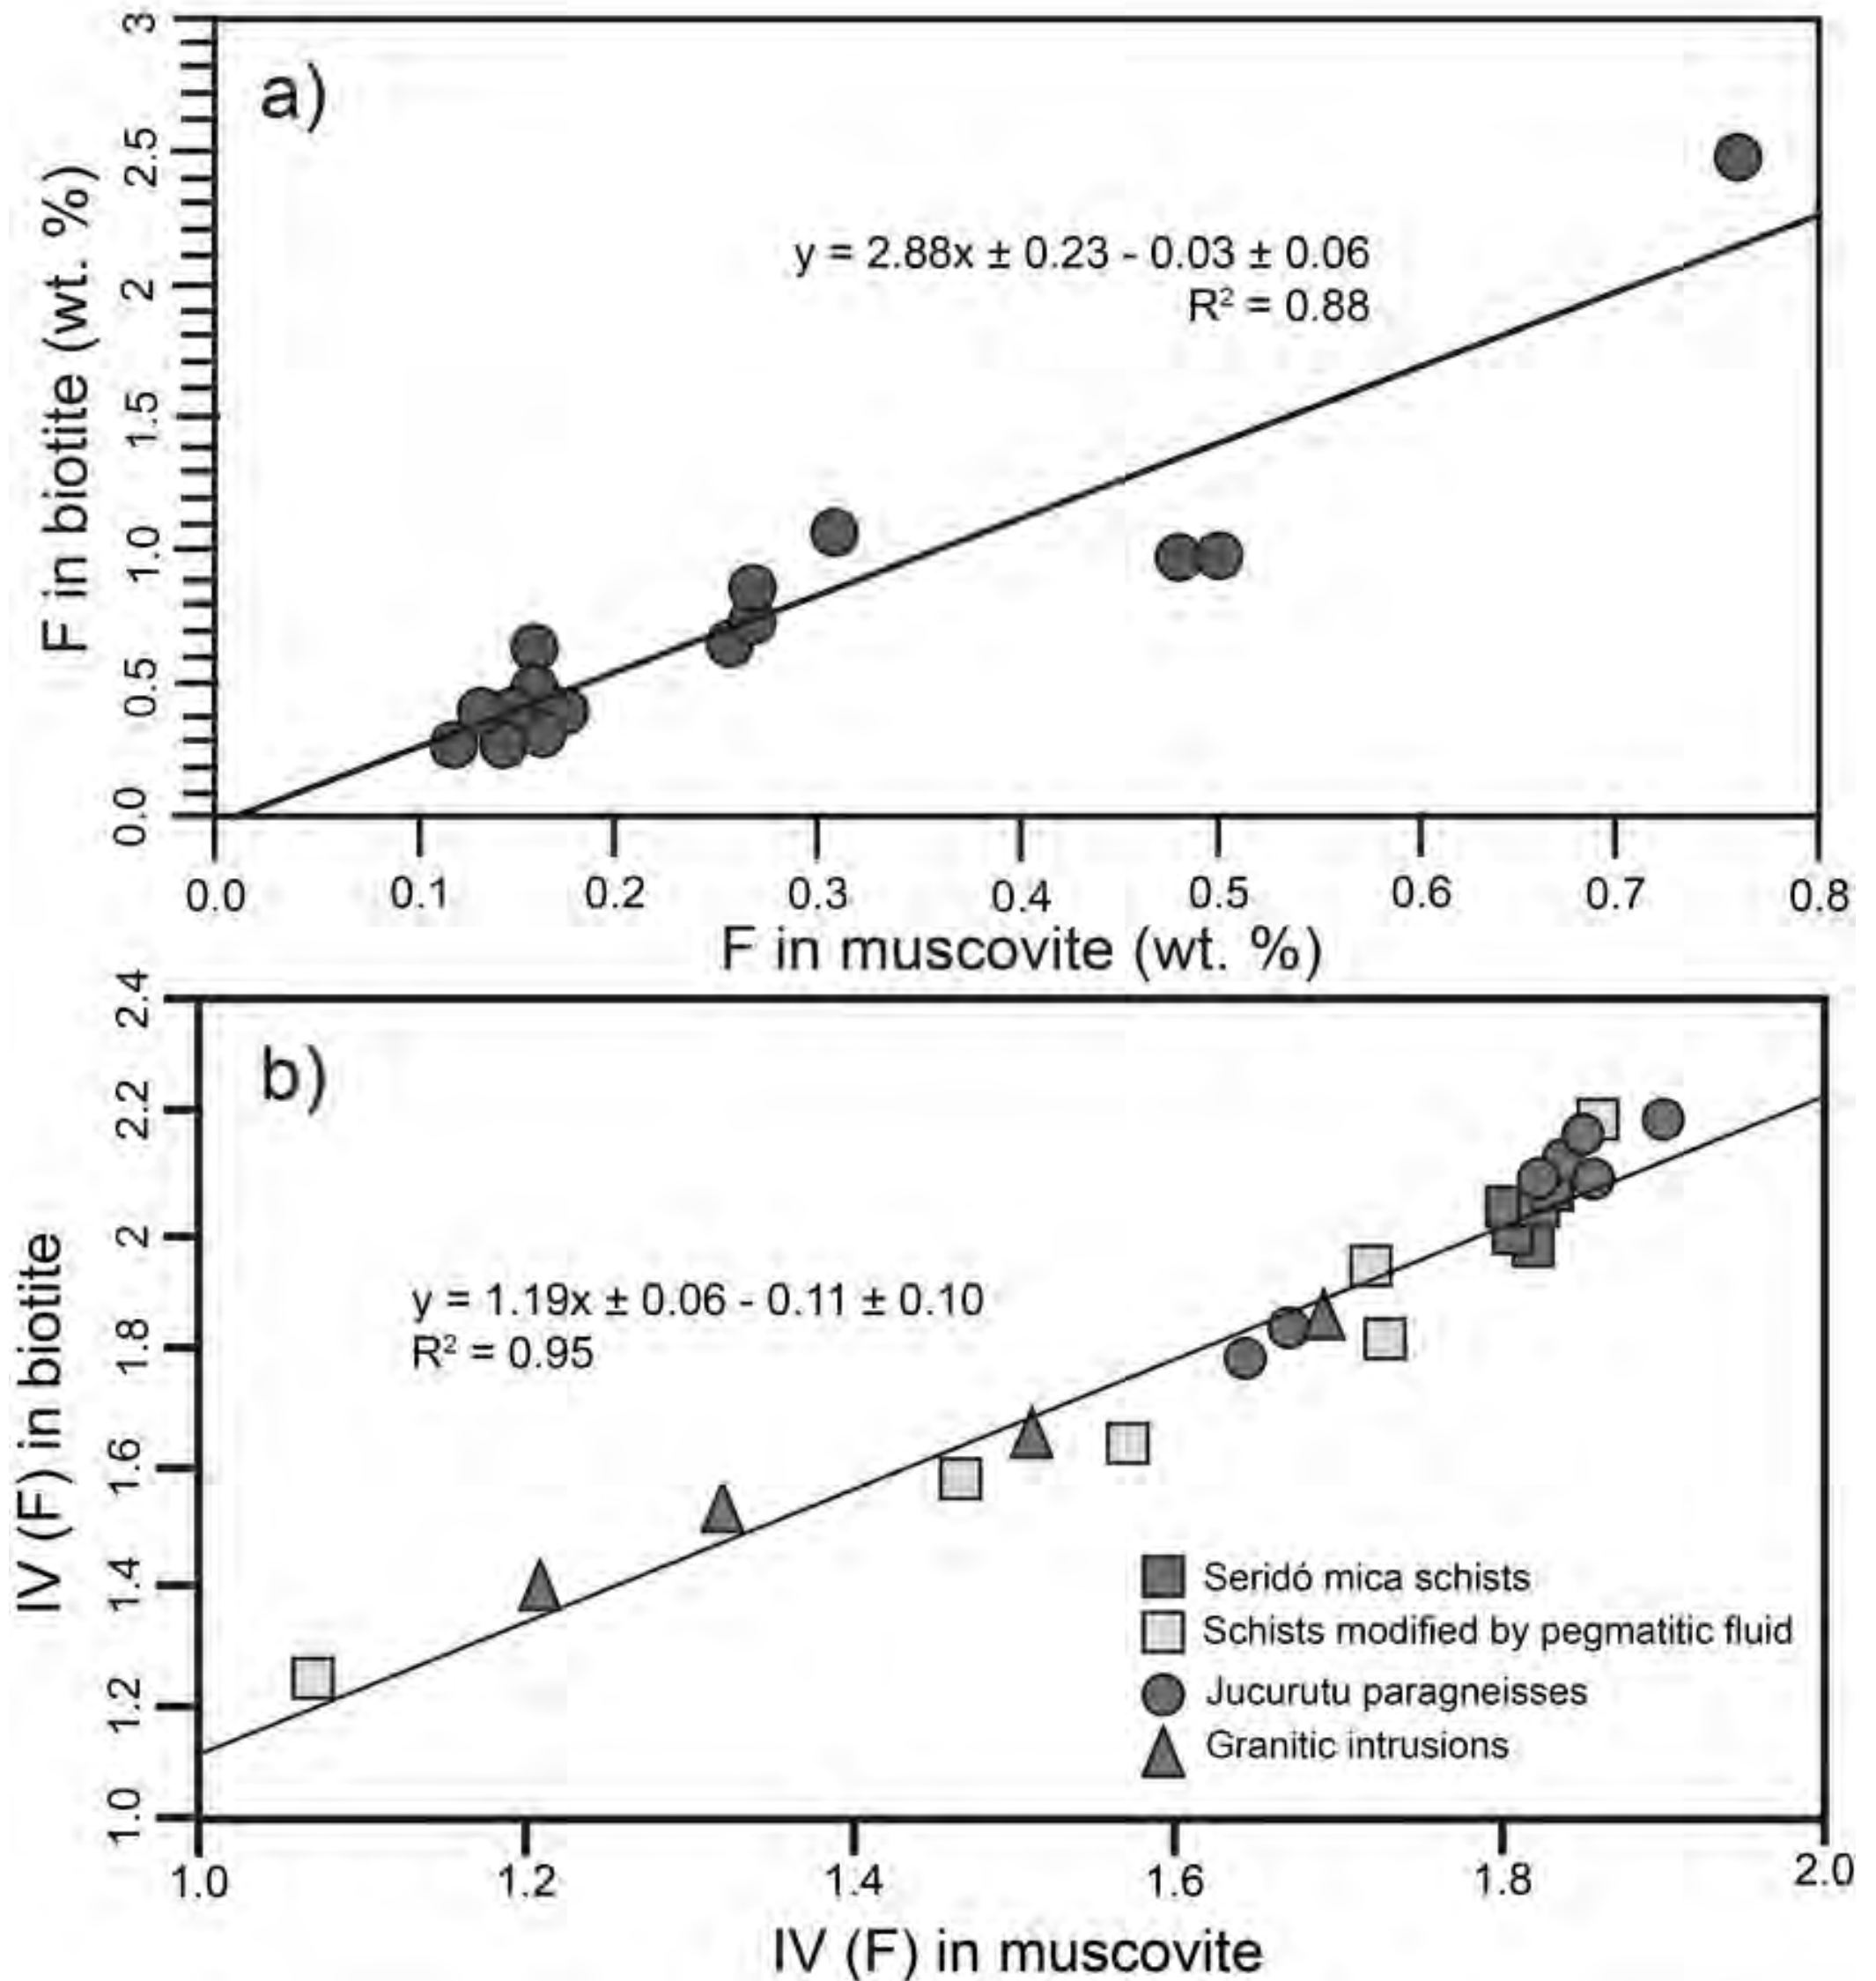 a)
3
2.5
2
1.5
1.0
0.5
0.0
F in biotite (wt. %)
y = 2.88x ± 0.23 - 0.03 ± 0.06
R² = 0.88
0.0 0.1 0.2 0.3 0.4 0.5 0.6 0.7 0.8
F in muscovite (wt. %)
b)
2.4
2.2
2
1.8
1.6
1.4
1.2
1.0
IV (F) in biotite
y = 1.19x ± 0.06 - 0.11 ± 0.10
R² = 0.95
Seridó mica schists
Schists modified by pegmatitic fluid
Jucurutu paragneisses
Granitic intrusions
1.0 1.2 1.4 1.6 1.8 2.0
IV (F) in muscovite